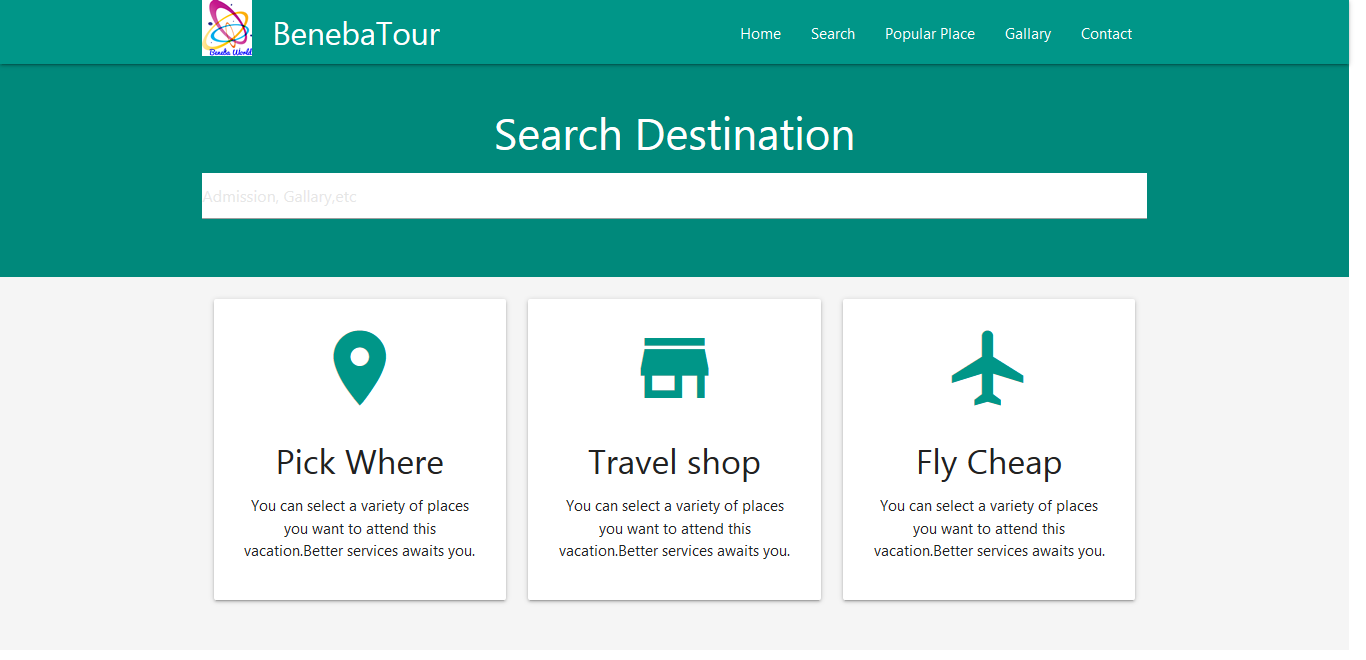 Beneba World
BenebaTour
Home
Search
Popular Place
Gallary
Contact
Search Destination
Admission, Gallary,etc
Pick Where
You can select a variety of places
you want to attend this
vacation.Better services awaits you.
Travel shop
You can select a variety of places
you want to attend this
vacation.Better services awaits you.
Fly Cheap
You can select a variety of places
you want to attend this
vacation.Better services awaits you.